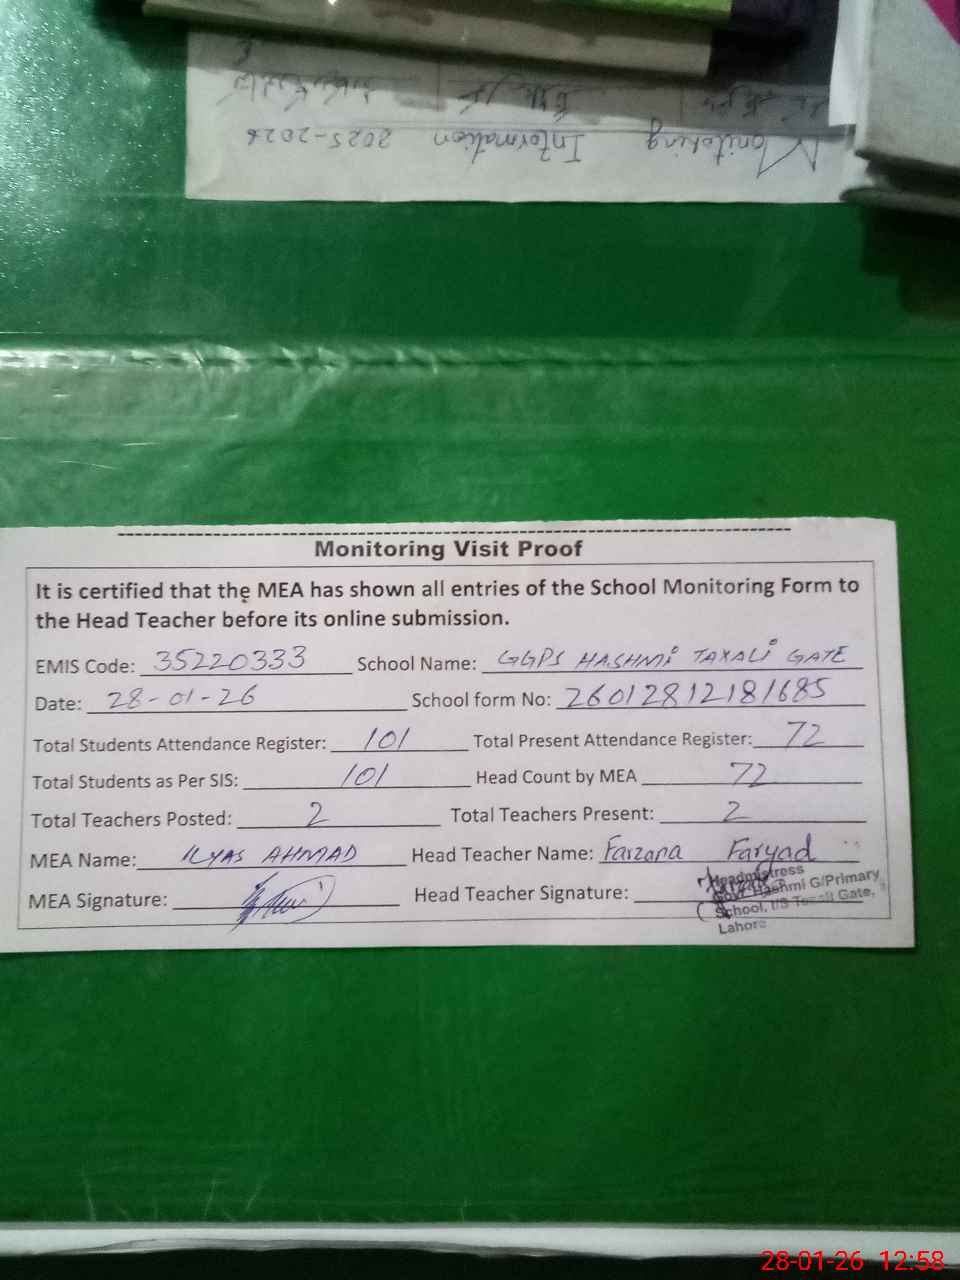 Monitoring Information 2025-2026
Monitoring Visit Proof
It is certified that the MEA has shown all entries of the School Monitoring Form to
the Head Teacher before its online submission.
EMIS Code: 35220333 School Name: GGPS HASHMI TAXALI GATE
Date: 28-01-26 School form No: 26012812181685
Total Students Attendance Register: 101 Total Present Attendance Register: 72
Total Students as Per SIS: 101 Head Count by MEA 72
Total Teachers Posted: 2 Total Teachers Present: 2
MEA Name: ILYAS AHMAD Head Teacher Name: Farzana Faryad
MEA Signature: Head Teacher Signature:
Headmistress
Govt. Hashmi G/Primary
School, I/S Taxali Gate,
Lahore
28-01-26 12:58